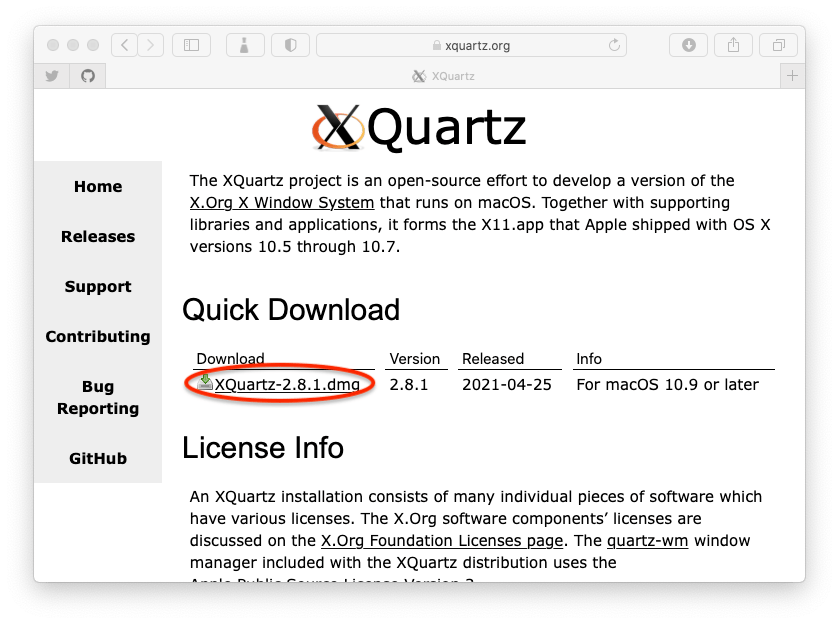 xquartz.org
XQuartz
XQuartz
Home
Releases
Support
Contributing
Bug
Reporting
GitHub
The XQuartz project is an open-source effort to develop a version of the
X.Org X Window System that runs on macOS. Together with supporting
libraries and applications, it forms the X11.app that Apple shipped with OS X
versions 10.5 through 10.7.
Quick Download
Download Version Released Info
XQuartz-2.8.1.dmg 2.8.1 2021-04-25 For macOS 10.9 or later
License Info
An XQuartz installation consists of many individual pieces of software which
have various licenses. The X.Org software components’ licenses are
discussed on the X.Org Foundation Licenses page. The quartz-wm window
manager included with the XQuartz distribution uses the
Apple Public Source License Version 2